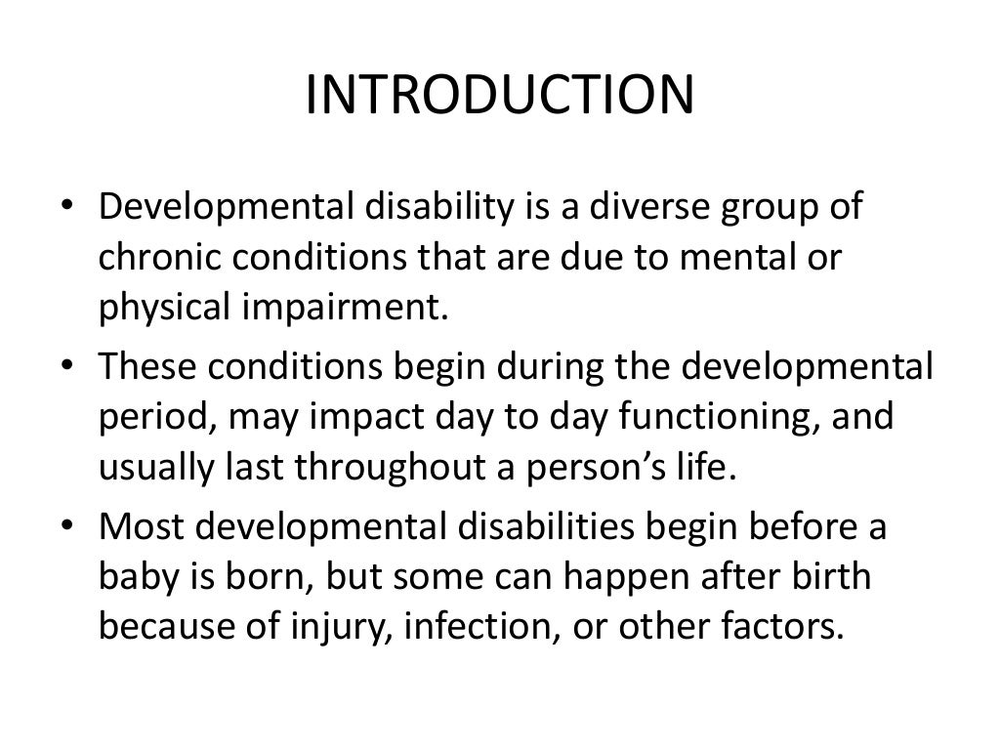 INTRODUCTION
• Developmental disability is a diverse group of
chronic conditions that are due to mental or
physical impairment.
• These conditions begin during the developmental
period, may impact day to day functioning, and
usually last throughout a person’s life.
• Most developmental disabilities begin before a
baby is born, but some can happen after birth
because of injury, infection, or other factors.